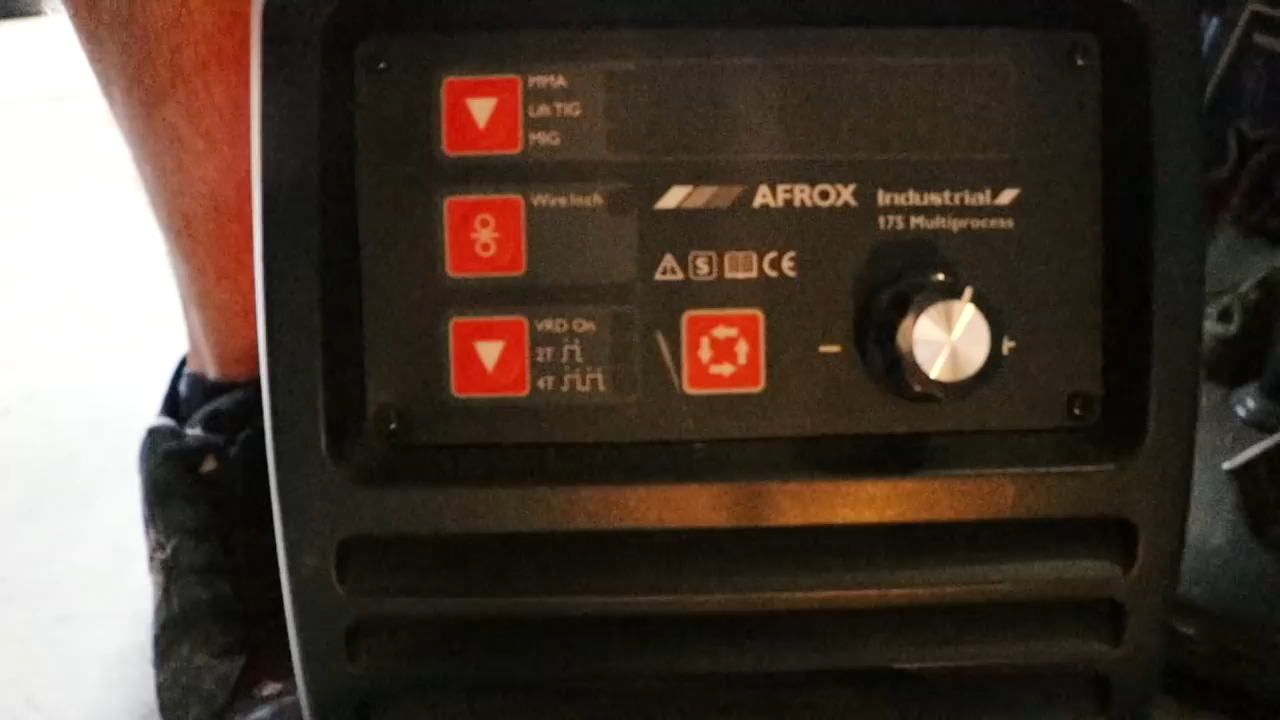 MMA
Lift TIG
MIG
Wire Inch
AFROX Industrial
175 Multiprocess
S CE
VRD On
2T
4T
- +